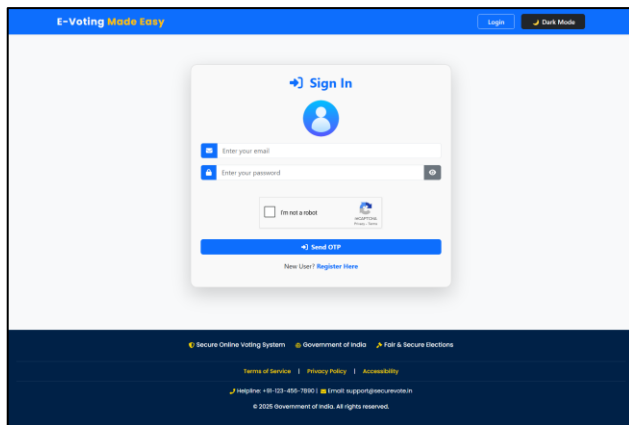 E-Voting Made Easy
Login
Dark Mode
Sign In
Enter your email
Enter your password
I'm not a robot
reCAPTCHA
Privacy - Terms
Send OTP
New User? Register Here
Secure Online Voting System Government of India Fair & Secure Elections
Terms of Service | Privacy Policy | Accessibility
Helpline: +91-123-456-7890 | Email: support@securevote.in
© 2025 Government of India. All rights reserved.